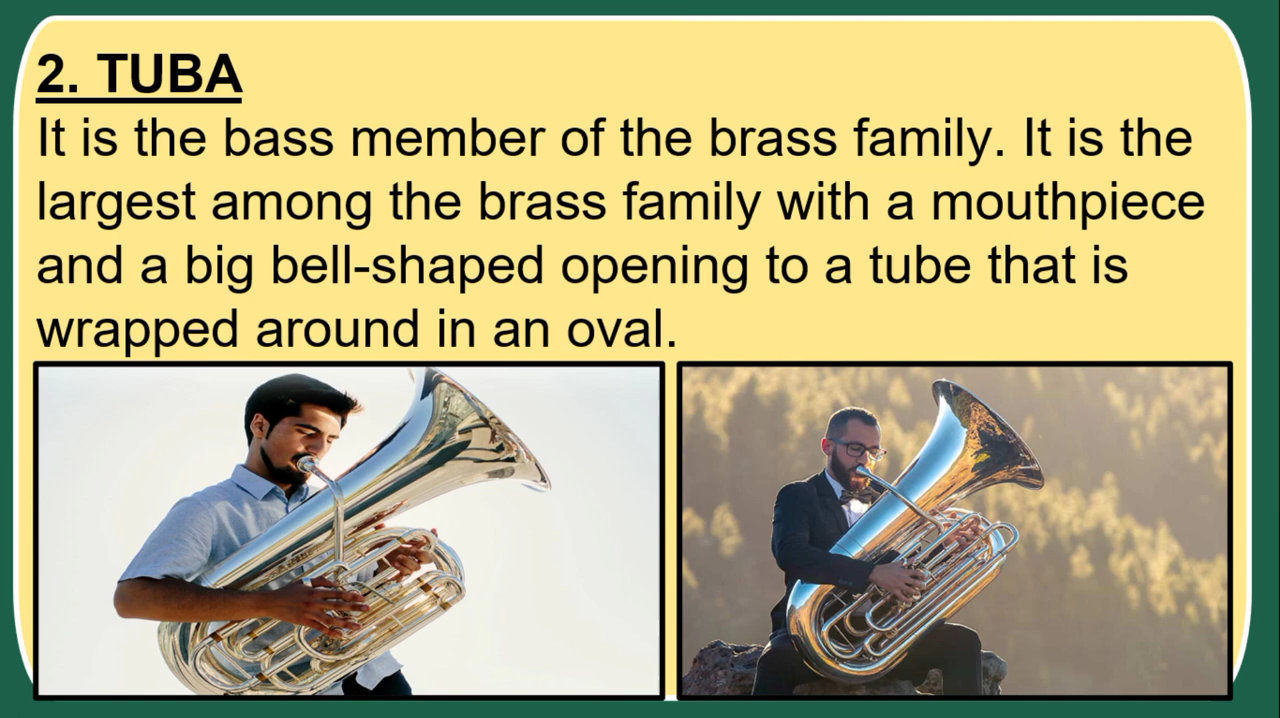 2. TUBA
It is the bass member of the brass family. It is the
largest among the brass family with a mouthpiece
and a big bell-shaped opening to a tube that is
wrapped around in an oval.